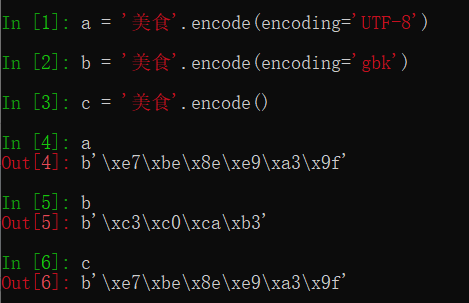 In [1]: a = '美食'.encode(encoding='UTF-8')
In [2]: b = '美食'.encode(encoding='gbk')
In [3]: c = '美食'.encode()
In [4]: a
Out[4]: b'\xe7\xbe\x8e\xe9\xa3\x9f'
In [5]: b
Out[5]: b'\xc3\xc0\xca\xb3'
In [6]: c
Out[6]: b'\xe7\xbe\x8e\xe9\xa3\x9f'